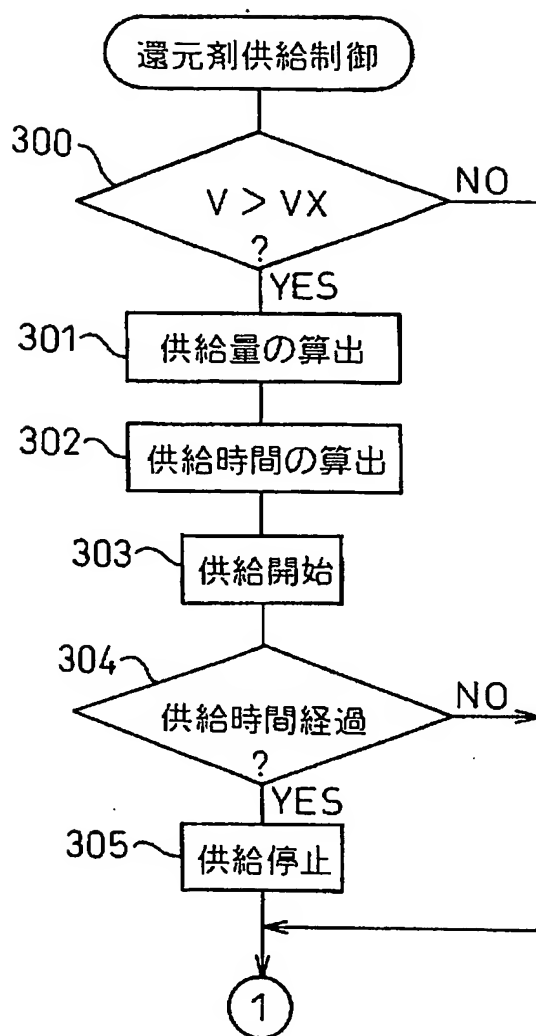 還元剤供給制御
300
V > VX
?
NO
YES
301
供給量の算出
302
供給時間の算出
303
供給開始
304
供給時間経過
?
NO
YES
305
供給停止
1